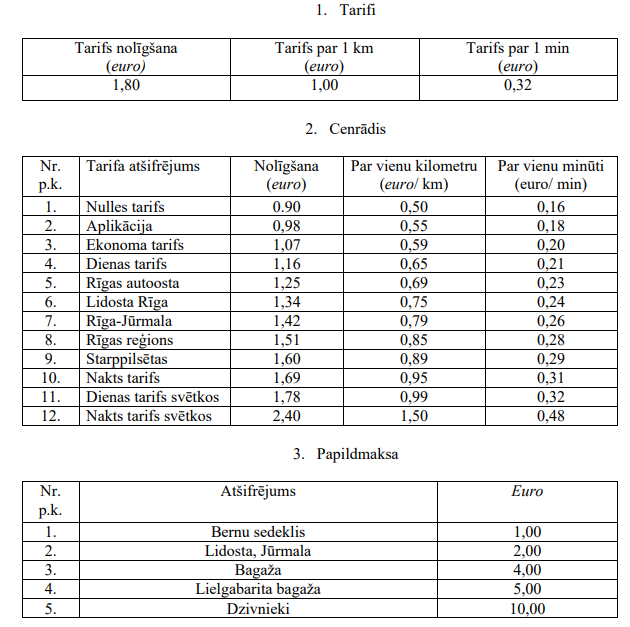 1. Tarifi
Tarifs nolīgšana Tarifs par 1 km Tarifs par 1 min
(euro) (euro) (euro)
1,80 1,00 0,32
2. Cenrādis
Nr. Tarifa atšifrējums Nolīgšana Par vienu kilometru Par vienu minūti
p.k. (euro) (euro/ km) (euro/ min)
1. Nulles tarifs 0.90 0,50 0,16
2. Aplikācija 0,98 0,55 0,18
3. Ekonoma tarifs 1,07 0,59 0,20
4. Dienas tarifs 1,16 0,65 0,21
5. Rīgas autoosta 1,25 0,69 0,23
6. Lidosta Rīga 1,34 0,75 0,24
7. Rīga-Jūrmala 1,42 0,79 0,26
8. Rīgas reģions 1,51 0,85 0,28
9. Starppilsētas 1,60 0,89 0,29
10. Nakts tarifs 1,69 0,95 0,31
11. Dienas tarifs svētkos 1,78 0,99 0,32
12. Nakts tarifs svētkos 2,40 1,50 0,48
3. Papildmaksa
Nr. Atšifrējums Euro
p.k.
1. Bernu sedeklis 1,00
2. Lidosta, Jūrmala 2,00
3. Bagaža 4,00
4. Lielgabarita bagaža 5,00
5. Dzivnieki 10,00